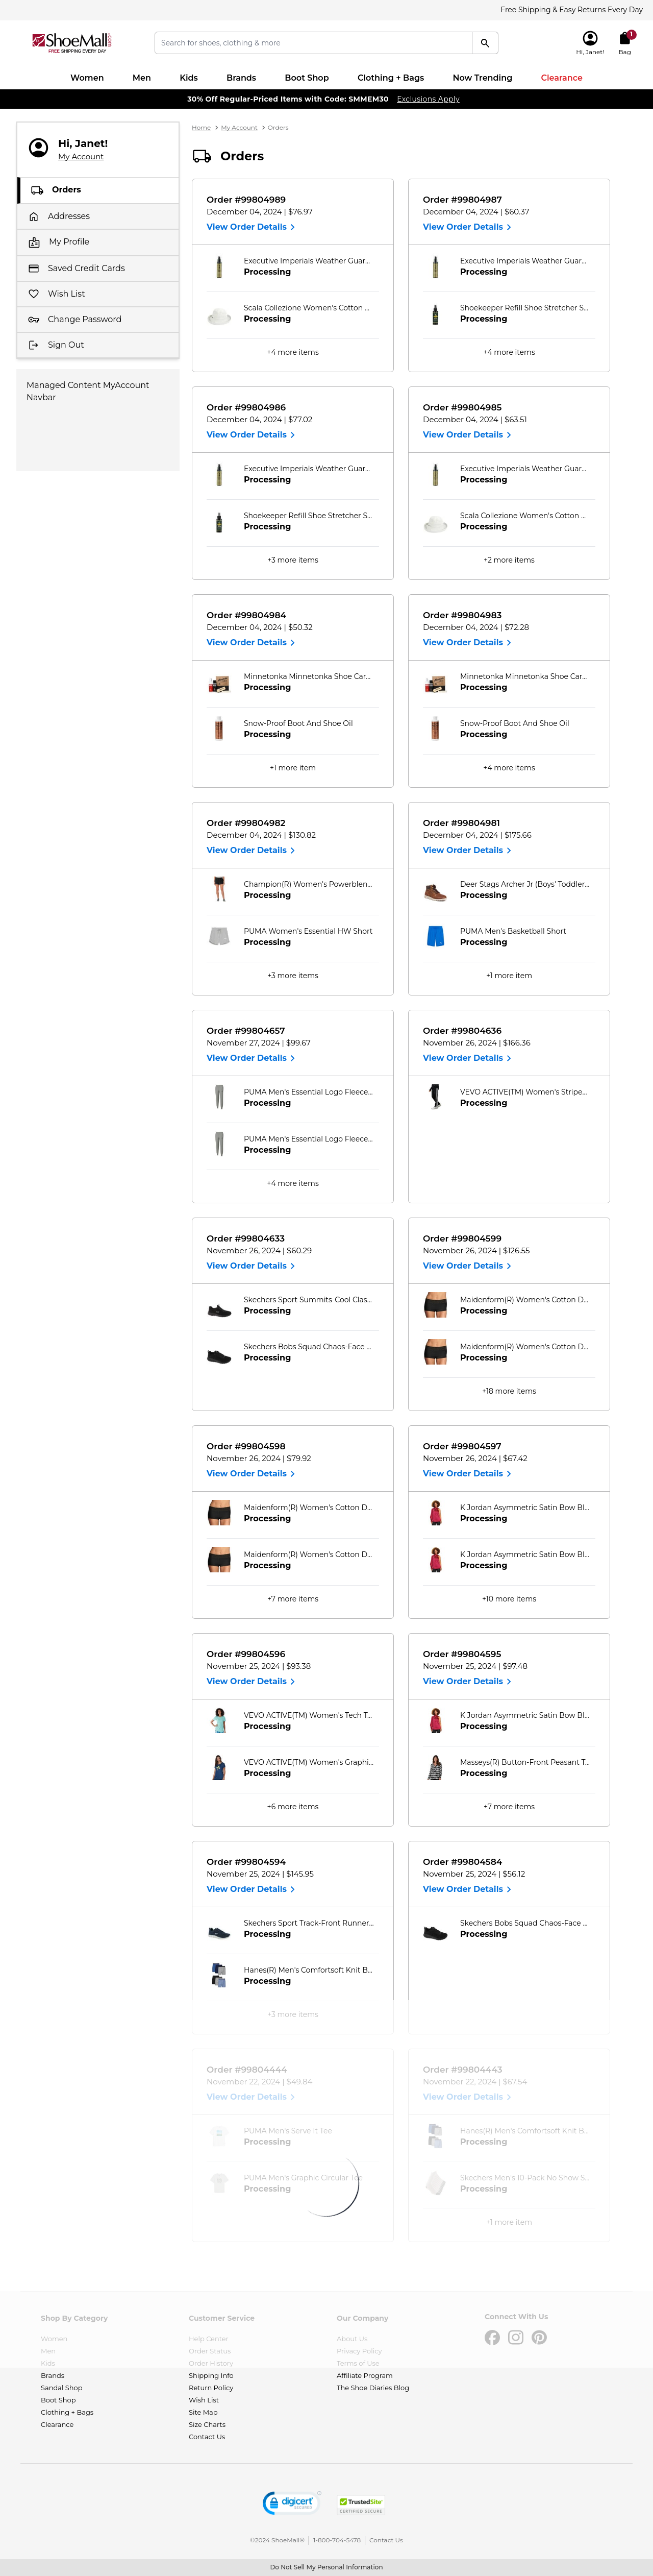 Free Shipping & Easy Returns Every Day
ShoeMall.com
FREE SHIPPING EVERY DAY
Search for shoes, clothing & more
Hi, Janet!
1
Bag
Women Men Kids Brands Boot Shop Clothing + Bags Now Trending Clearance
30% Off Regular-Priced Items with Code: SMMEM30 Exclusions Apply
Hi, Janet!
My Account
Orders
Addresses
My Profile
Saved Credit Cards
Wish List
Change Password
Sign Out
Managed Content MyAccount
Navbar
Home > My Account > Orders
Orders
Order #99804989
December 04, 2024 | $76.97
View Order Details >
Executive Imperials Weather Guar...
Processing
Scala Collezione Women's Cotton ...
Processing
+4 more items
Order #99804987
December 04, 2024 | $60.37
View Order Details >
Executive Imperials Weather Guar...
Processing
Shoekeeper Refill Shoe Stretcher S...
Processing
+4 more items
Order #99804986
December 04, 2024 | $77.02
View Order Details >
Executive Imperials Weather Guar...
Processing
Shoekeeper Refill Shoe Stretcher S...
Processing
+3 more items
Order #99804985
December 04, 2024 | $63.51
View Order Details >
Executive Imperials Weather Guar...
Processing
Scala Collezione Women's Cotton ...
Processing
+2 more items
Order #99804984
December 04, 2024 | $50.32
View Order Details >
Minnetonka Minnetonka Shoe Car...
Processing
Snow-Proof Boot And Shoe Oil
Processing
+1 more item
Order #99804983
December 04, 2024 | $72.28
View Order Details >
Minnetonka Minnetonka Shoe Car...
Processing
Snow-Proof Boot And Shoe Oil
Processing
+4 more items
Order #99804982
December 04, 2024 | $130.82
View Order Details >
Champion(R) Women's Powerblen...
Processing
PUMA Women's Essential HW Short
Processing
+3 more items
Order #99804981
December 04, 2024 | $175.66
View Order Details >
Deer Stags Archer Jr (Boys' Toddler...
Processing
PUMA Men's Basketball Short
Processing
+1 more item
Order #99804657
November 27, 2024 | $99.67
View Order Details >
PUMA Men's Essential Logo Fleece...
Processing
PUMA Men's Essential Logo Fleece...
Processing
+4 more items
Order #99804636
November 26, 2024 | $166.36
View Order Details >
VEVO ACTIVE(TM) Women's Stripe...
Processing
Order #99804633
November 26, 2024 | $60.29
View Order Details >
Skechers Sport Summits-Cool Clas...
Processing
Skechers Bobs Squad Chaos-Face ...
Processing
Order #99804599
November 26, 2024 | $126.55
View Order Details >
Maidenform(R) Women's Cotton D...
Processing
Maidenform(R) Women's Cotton D...
Processing
+18 more items
Order #99804598
November 26, 2024 | $79.92
View Order Details >
Maidenform(R) Women's Cotton D...
Processing
Maidenform(R) Women's Cotton D...
Processing
+7 more items
Order #99804597
November 26, 2024 | $67.42
View Order Details >
K Jordan Asymmetric Satin Bow Bl...
Processing
K Jordan Asymmetric Satin Bow Bl...
Processing
+10 more items
Order #99804596
November 25, 2024 | $93.38
View Order Details >
VEVO ACTIVE(TM) Women's Tech T...
Processing
VEVO ACTIVE(TM) Women's Graphi...
Processing
+6 more items
Order #99804595
November 25, 2024 | $97.48
View Order Details >
K Jordan Asymmetric Satin Bow Bl...
Processing
Masseys(R) Button-Front Peasant T...
Processing
+7 more items
Order #99804594
November 25, 2024 | $145.95
View Order Details >
Skechers Sport Track-Front Runner...
Processing
Hanes(R) Men's Comfortsoft Knit B...
Processing
+3 more items
Order #99804584
November 25, 2024 | $56.12
View Order Details >
Skechers Bobs Squad Chaos-Face ...
Processing
Order #99804444
November 22, 2024 | $49.84
View Order Details >
PUMA Men's Serve It Tee
Processing
PUMA Men's Graphic Circular Tee
Processing
Order #99804443
November 22, 2024 | $67.54
View Order Details >
Hanes(R) Men's Comfortsoft Knit B...
Processing
Skechers Men's 10-Pack No Show S...
Processing
+1 more item
Shop By Category
Women
Men
Kids
Brands
Sandal Shop
Boot Shop
Clothing + Bags
Clearance
Customer Service
Help Center
Order Status
Order History
Shipping Info
Return Policy
Wish List
Site Map
Size Charts
Contact Us
Our Company
About Us
Privacy Policy
Terms of Use
Affiliate Program
The Shoe Diaries Blog
Connect With Us
digicert
SECURED
TrustedSite
CERTIFIED SECURE
©2024 ShoeMall® | 1-800-704-5478 | Contact Us
Do Not Sell My Personal Information